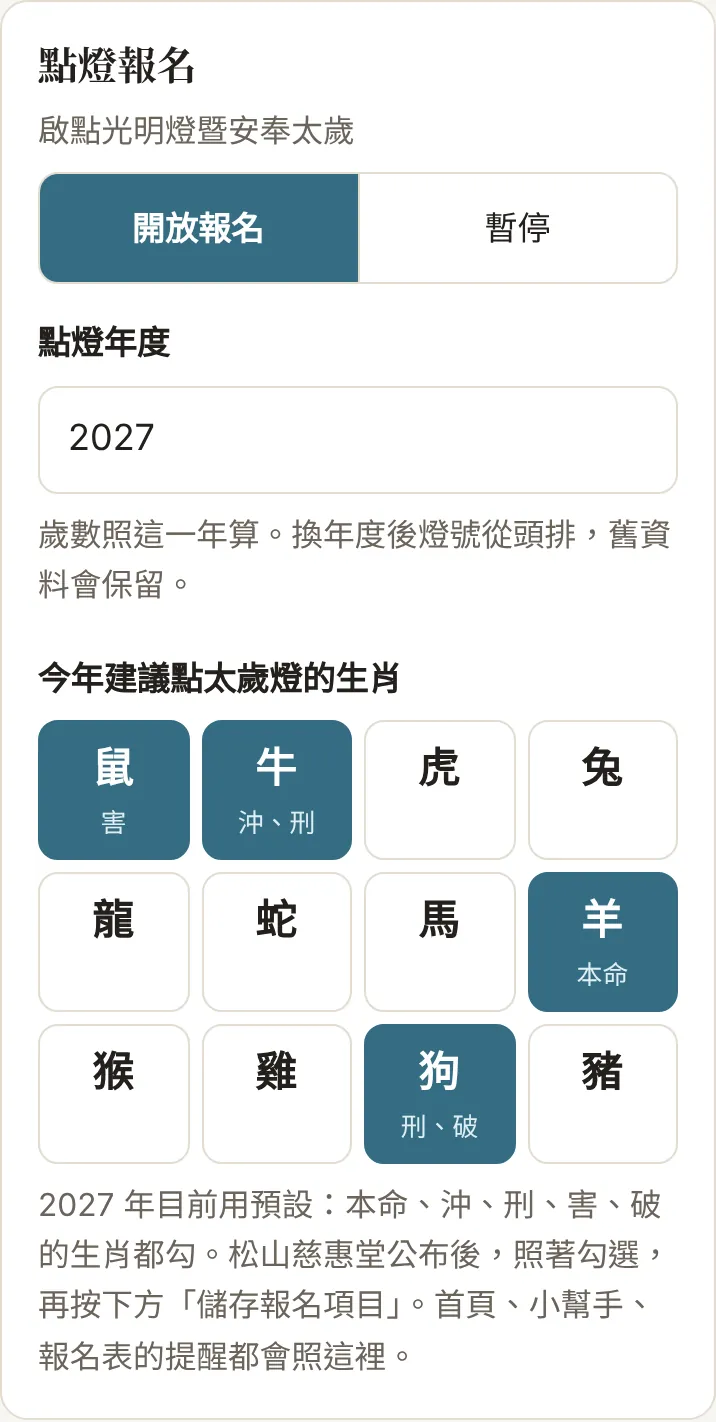 點燈報名
啟點光明燈暨安奉太歲
開放報名
暫停
點燈年度
2027
歲數照這一年算。換年度後燈號從頭排，舊資
料會保留。
今年建議點太歲燈的生肖
鼠
害
牛
沖、刑
虎
兔
龍
蛇
馬
羊
本命
猴
雞
狗
刑、破
豬
2027 年目前用預設：本命、沖、刑、害、破
的生肖都勾。松山慈惠堂公布後，照著勾選，
再按下方「儲存報名項目」。首頁、小幫手、
報名表的提醒都會照這裡。